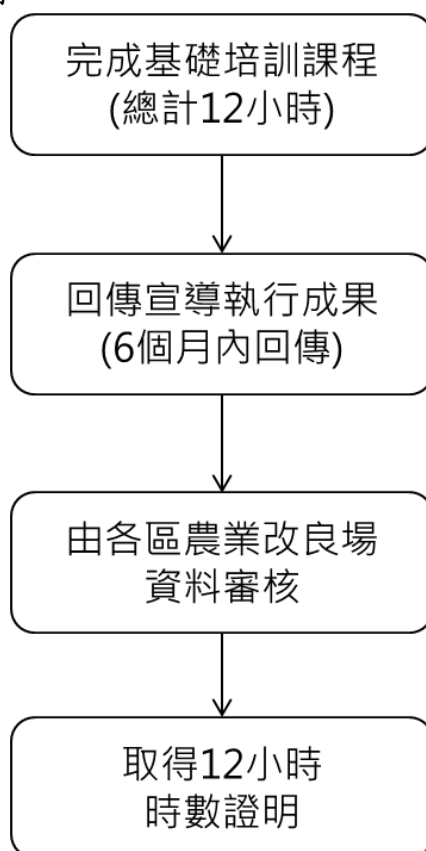 完成基礎培訓課程
(總計12小時)
回傳宣導執行成果
(6個月內回傳)
由各區農業改良場
資料審核
取得12小時
時數證明